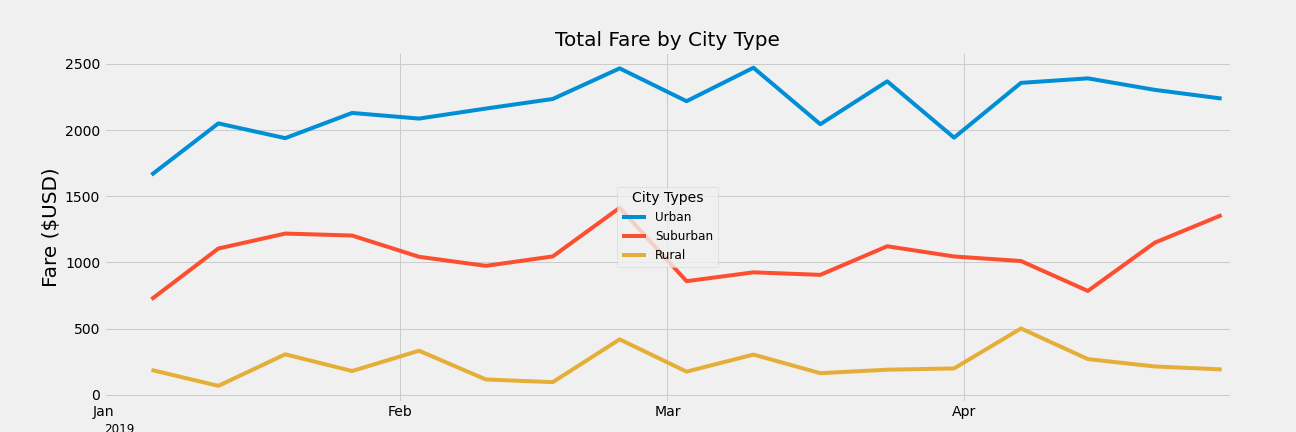 Total Fare by City Type
Fare ($USD)
2500
2000
1500
1000
500
0
City Types
Urban
Suburban
Rural
Jan
Feb
Mar
Apr
2019